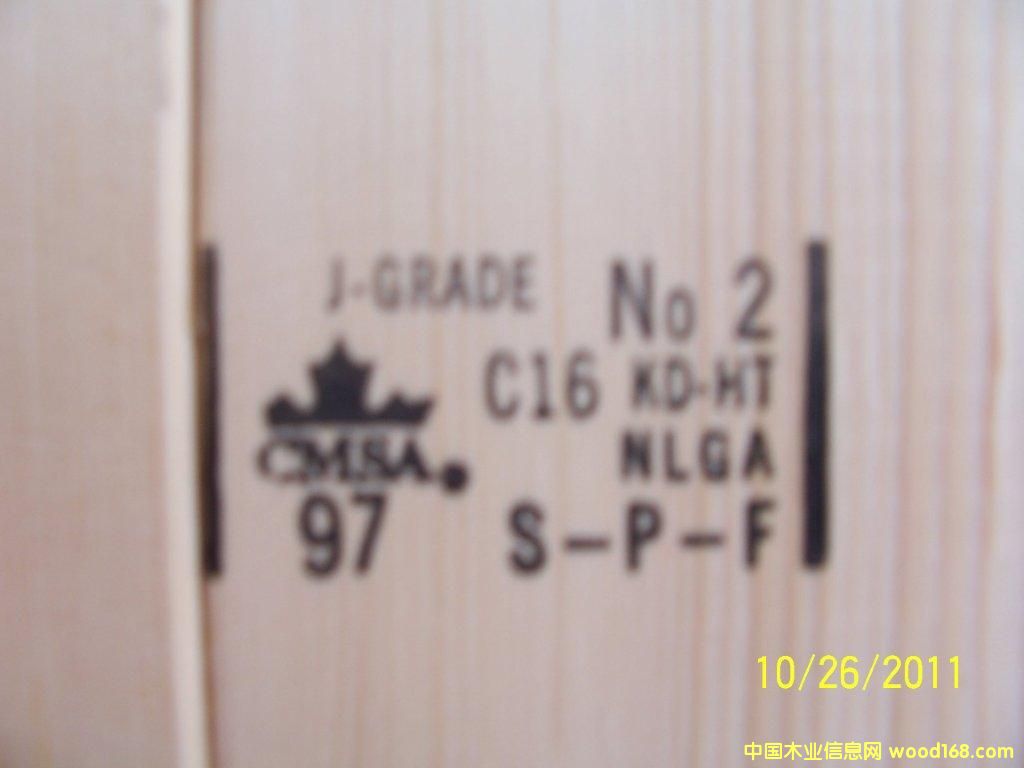 J-GRADE No 2
C16 KD-HT
CMSA. NLGA
97 S-P-F
10/26/2011
中国木业信息网 wood168.com